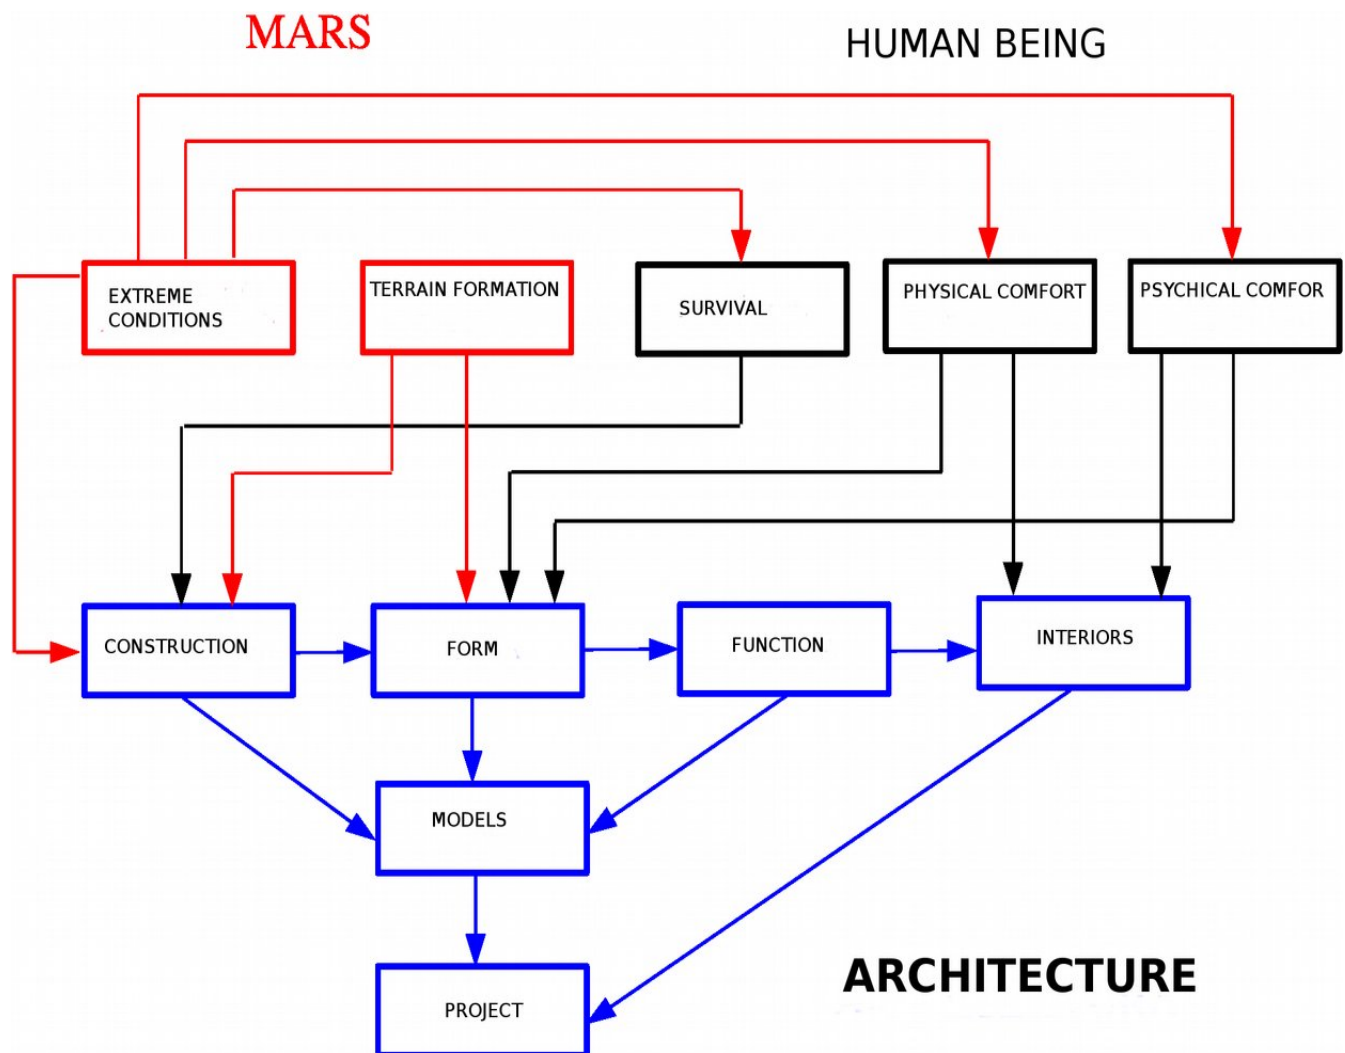 MARS
HUMAN BEING
EXTREME
CONDITIONS
TERRAIN FORMATION
SURVIVAL
PHYSICAL COMFORT
PSYCHICAL COMFOR
CONSTRUCTION
FORM
FUNCTION
INTERIORS
MODELS
ARCHITECTURE
PROJECT